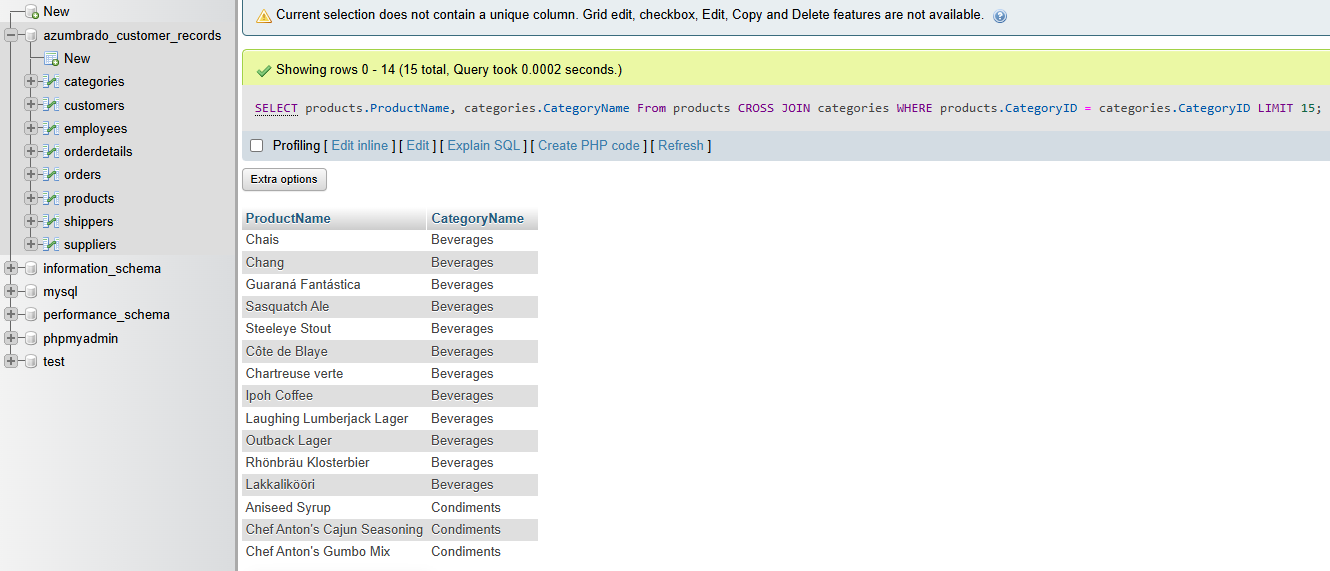 New
azumbrado_customer_records
New
categories
customers
employees
orderdetails
orders
products
shippers
suppliers
information_schema
mysql
performance_schema
phpmyadmin
test
Current selection does not contain a unique column. Grid edit, checkbox, Edit, Copy and Delete features are not available.
Showing rows 0 - 14 (15 total, Query took 0.0002 seconds.)
SELECT products.ProductName, categories.CategoryName From products CROSS JOIN categories WHERE products.CategoryID = categories.CategoryID LIMIT 15;
Profiling [ Edit inline ] [ Edit ] [ Explain SQL ] [ Create PHP code ] [ Refresh ]
Extra options
ProductName CategoryName
Chais Beverages
Chang Beverages
Guaraná Fantástica Beverages
Sasquatch Ale Beverages
Steeleye Stout Beverages
Côte de Blaye Beverages
Chartreuse verte Beverages
Ipoh Coffee Beverages
Laughing Lumberjack Lager Beverages
Outback Lager Beverages
Rhönbräu Klosterbier Beverages
Lakkalikööri Beverages
Aniseed Syrup Condiments
Chef Anton's Cajun Seasoning Condiments
Chef Anton's Gumbo Mix Condiments